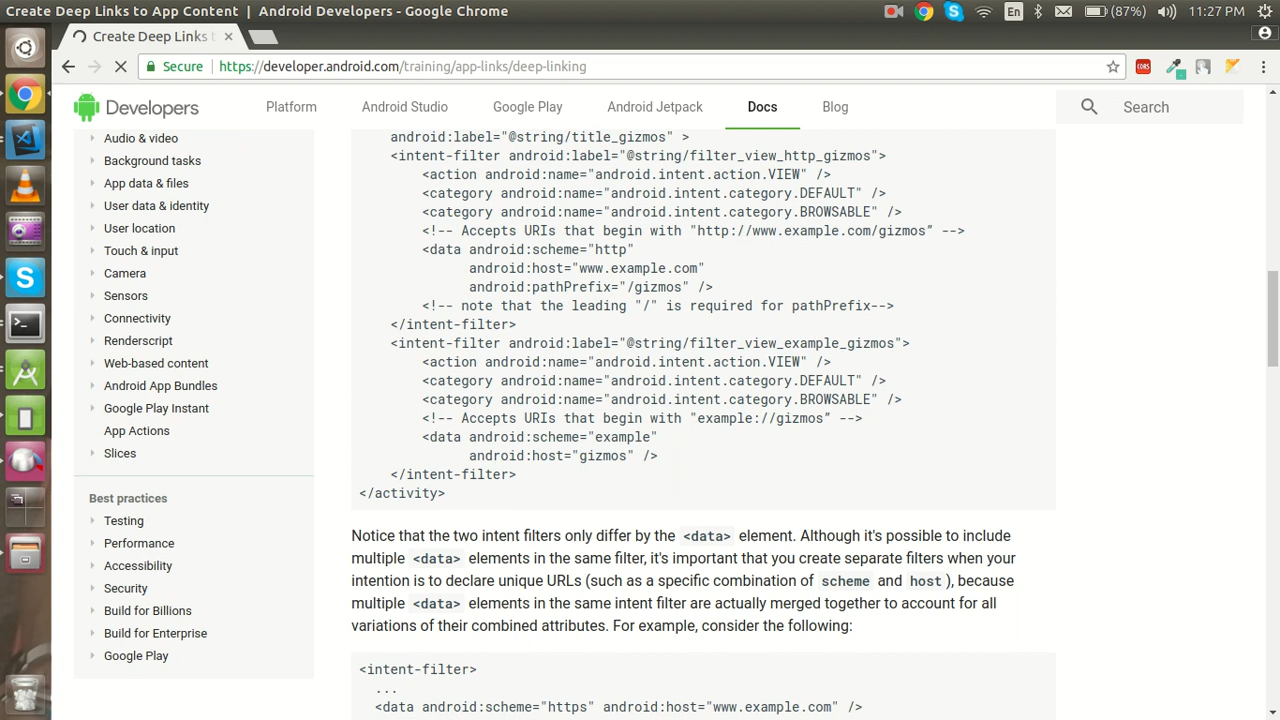 Create Deep Links to App Content | Android Developers - Google Chrome
En
(87%)
11:27 PM
Create Deep Links t
Secure
https://developer.android.com/training/app-links/deep-linking
CORS
Developers
Platform
Android Studio
Google Play
Android Jetpack
Docs
Blog
Search
Audio & video
Background tasks
App data & files
User data & identity
User location
Touch & input
Camera
Sensors
Connectivity
Renderscript
Web-based content
Android App Bundles
Google Play Instant
App Actions
Slices
Best practices
Testing
Performance
Accessibility
Security
Build for Billions
Build for Enterprise
Google Play
android:label="@string/title_gizmos" >
<intent-filter android:label="@string/filter_view_http_gizmos">
<action android:name="android.intent.action.VIEW" />
<category android:name="android.intent.category.DEFAULT" />
<category android:name="android.intent.category.BROWSABLE" />
<!-- Accepts URIs that begin with "http://www.example.com/gizmos” -->
<data android:scheme="http"
android:host="www.example.com"
android:pathPrefix="/gizmos" />
<!-- note that the leading "/" is required for pathPrefix-->
</intent-filter>
<intent-filter android:label="@string/filter_view_example_gizmos">
<action android:name="android.intent.action.VIEW" />
<category android:name="android.intent.category.DEFAULT" />
<category android:name="android.intent.category.BROWSABLE" />
<!-- Accepts URIs that begin with "example://gizmos” -->
<data android:scheme="example"
android:host="gizmos" />
</intent-filter>
</activity>
Notice that the two intent filters only differ by the <data> element. Although it's possible to include
multiple <data> elements in the same filter, it's important that you create separate filters when your
intention is to declare unique URLs (such as a specific combination of scheme and host ), because
multiple <data> elements in the same intent filter are actually merged together to account for all
variations of their combined attributes. For example, consider the following:
<intent-filter>
...
<data android:scheme="https" android:host="www.example.com" />